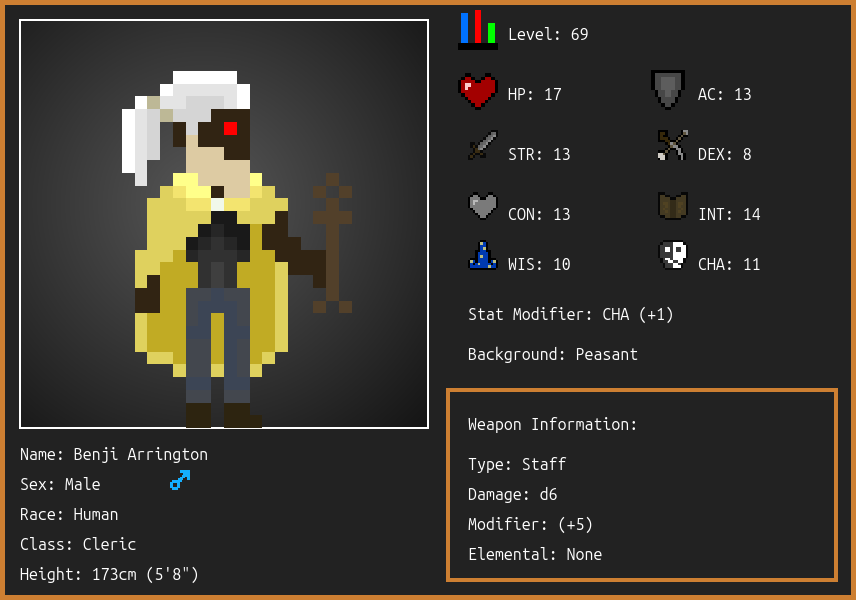 Level: 69
HP: 17
AC: 13
STR: 13
DEX: 8
CON: 13
INT: 14
WIS: 10
CHA: 11
Stat Modifier: CHA (+1)
Background: Peasant
Weapon Information:
Type: Staff
Damage: d6
Modifier: (+5)
Elemental: None
Name: Benji Arrington
Sex: Male
Race: Human
Class: Cleric
Height: 173cm (5'8")